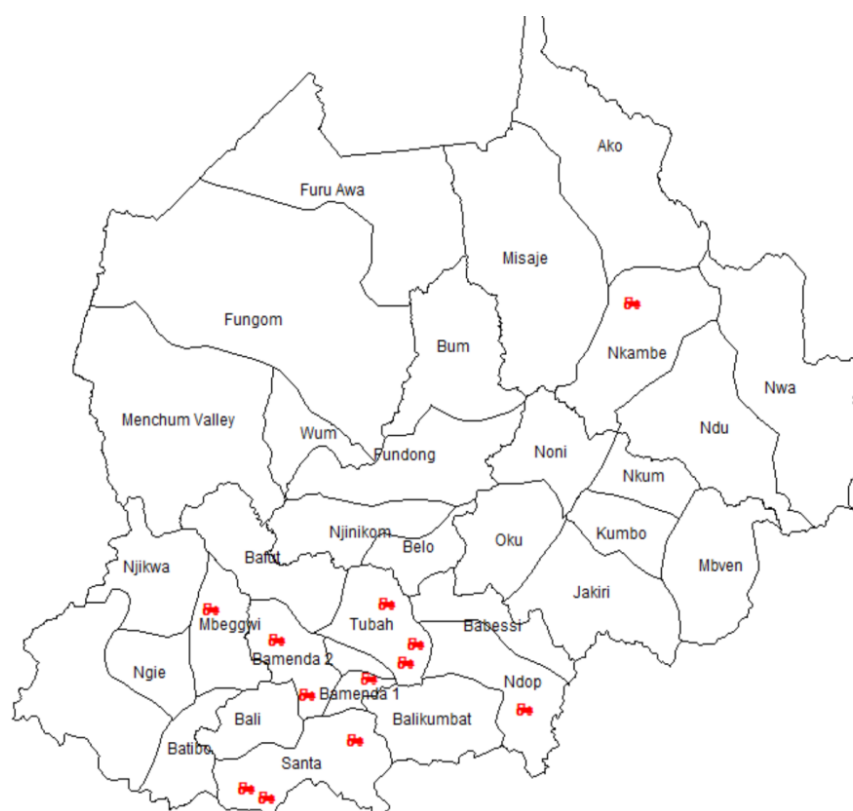 Ako
Furu Awa
Misaje
Fungom
Bum
Nkambe
Nwa
Menchum Valley
Wum
Ndu
Fundong
Noni
Nkum
Njinikom
Kumbo
Belo
Oku
Bafut
Njikwa
Mbven
Jakiri
Mbeggwi
Tubah
Babessi
Bamenda 2
Ngie
Ndop
Bamenda 1
Bali
Balikumbat
Batibo
Santa